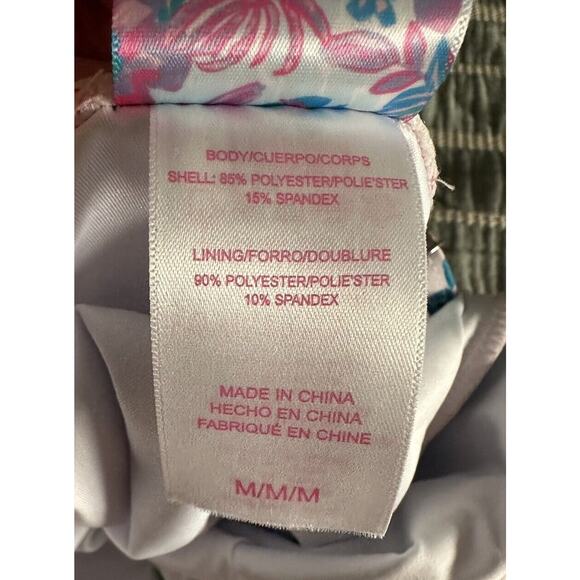 BODY/CUERPO/CORPS
SHELL: 85% POLYESTER/POLIE'STER
15% SPANDEX
LINING/FORRO/DOUBLURE
90% POLYESTER/POLIE'STER
10% SPANDEX
MADE IN CHINA
HECHO EN CHINA
FABRIQUÉ EN CHINE
M/M/M